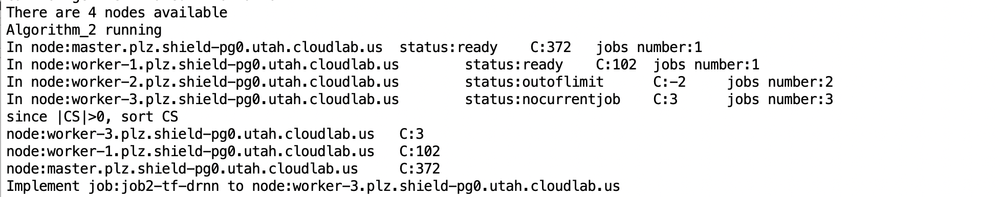 There are 4 nodes available
Algorithm_2 running
In node:master.plz.shield-pg0.utah.cloudlab.us  status:ready    C:372   jobs number:1
In node:worker-1.plz.shield-pg0.utah.cloudlab.us        status:ready    C:102  jobs number:1
In node:worker-2.plz.shield-pg0.utah.cloudlab.us        status:outoflimit      C:-2     jobs number:2
In node:worker-3.plz.shield-pg0.utah.cloudlab.us        status:nocurrentjob    C:3      jobs number:3
since |CS|>0, sort CS
node:worker-3.plz.shield-pg0.utah.cloudlab.us   C:3
node:worker-1.plz.shield-pg0.utah.cloudlab.us   C:102
node:master.plz.shield-pg0.utah.cloudlab.us     C:372
Implement job:job2-tf-drnn to node:worker-3.plz.shield-pg0.utah.cloudlab.us